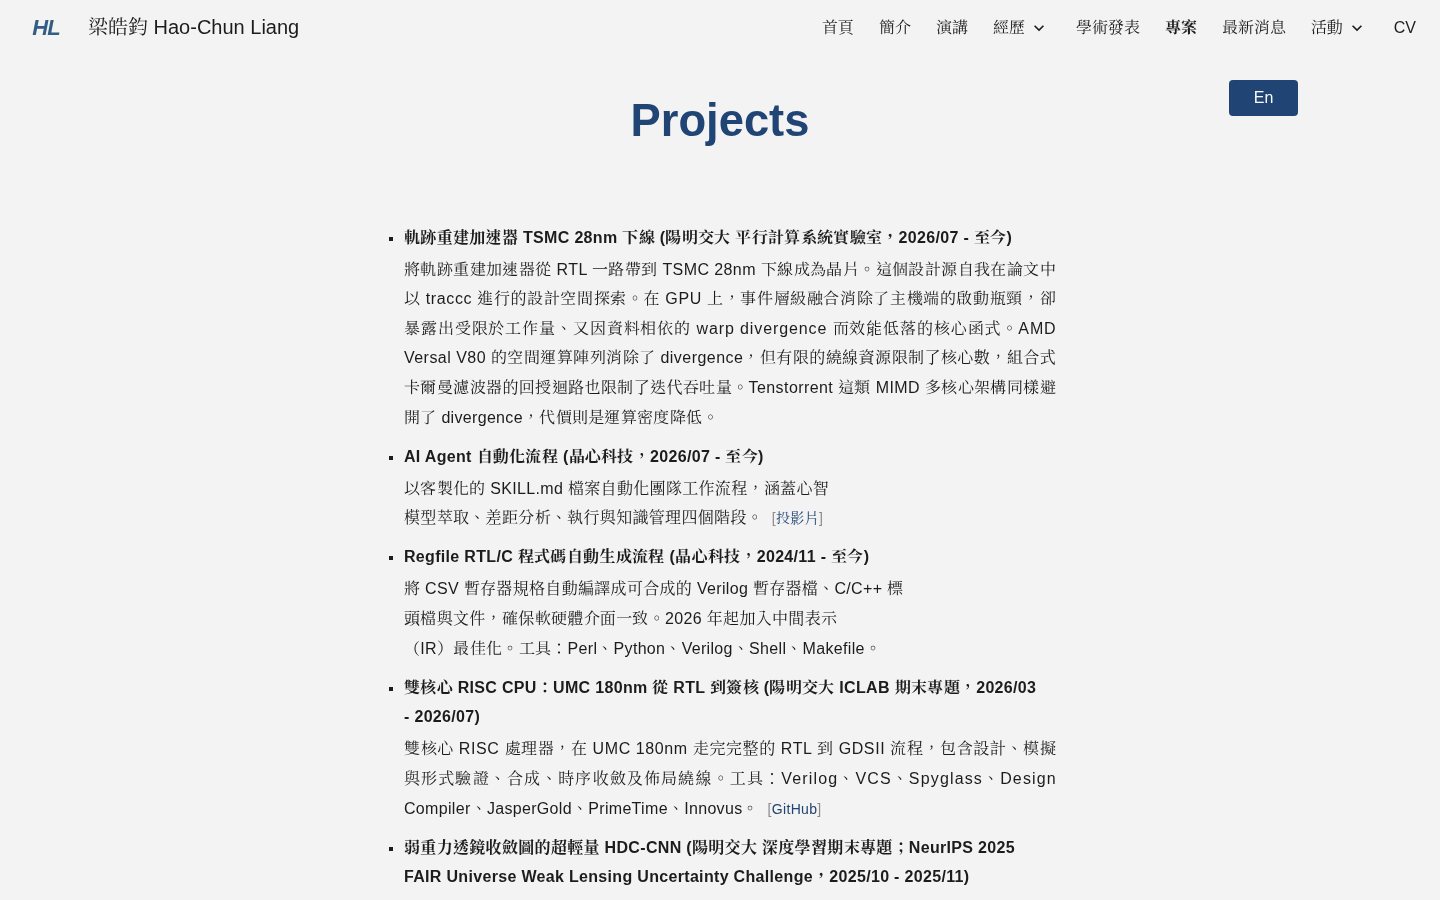 HL
梁皓鈞 Hao-Chun Liang
首頁 簡介 演講 經歷 學術發表 專案 最新消息 活動 CV
En
Projects
軌跡重建加速器 TSMC 28nm 下線 (陽明交大 平行計算系統實驗室，2026/07 - 至今)
將軌跡重建加速器從 RTL 一路帶到 TSMC 28nm 下線成為晶片。這個設計源自我在論文中
以 traccc 進行的設計空間探索。在 GPU 上，事件層級融合消除了主機端的啟動瓶頸，卻
暴露出受限於工作量、又因資料相依的 warp divergence 而效能低落的核心函式。AMD
Versal V80 的空間運算陣列消除了 divergence，但有限的繞線資源限制了核心數，組合式
卡爾曼濾波器的回授迴路也限制了迭代吞吐量。Tenstorrent 這類 MIMD 多核心架構同樣避
開了 divergence，代價則是運算密度降低。
AI Agent 自動化流程 (晶心科技，2026/07 - 至今)
以客製化的 SKILL.md 檔案自動化團隊工作流程，涵蓋心智
模型萃取、差距分析、執行與知識管理四個階段。 [投影片]
Regfile RTL/C 程式碼自動生成流程 (晶心科技，2024/11 - 至今)
將 CSV 暫存器規格自動編譯成可合成的 Verilog 暫存器檔、C/C++ 標
頭檔與文件，確保軟硬體介面一致。2026 年起加入中間表示
（IR）最佳化。工具：Perl、Python、Verilog、Shell、Makefile。
雙核心 RISC CPU：UMC 180nm 從 RTL 到簽核 (陽明交大 ICLAB 期末專題，2026/03
- 2026/07)
雙核心 RISC 處理器，在 UMC 180nm 走完完整的 RTL 到 GDSII 流程，包含設計、模擬
與形式驗證、合成、時序收斂及佈局繞線。工具：Verilog、VCS、Spyglass、Design
Compiler、JasperGold、PrimeTime、Innovus。 [GitHub]
弱重力透鏡收斂圖的超輕量 HDC-CNN (陽明交大 深度學習期末專題；NeurIPS 2025
FAIR Universe Weak Lensing Uncertainty Challenge，2025/10 - 2025/11)